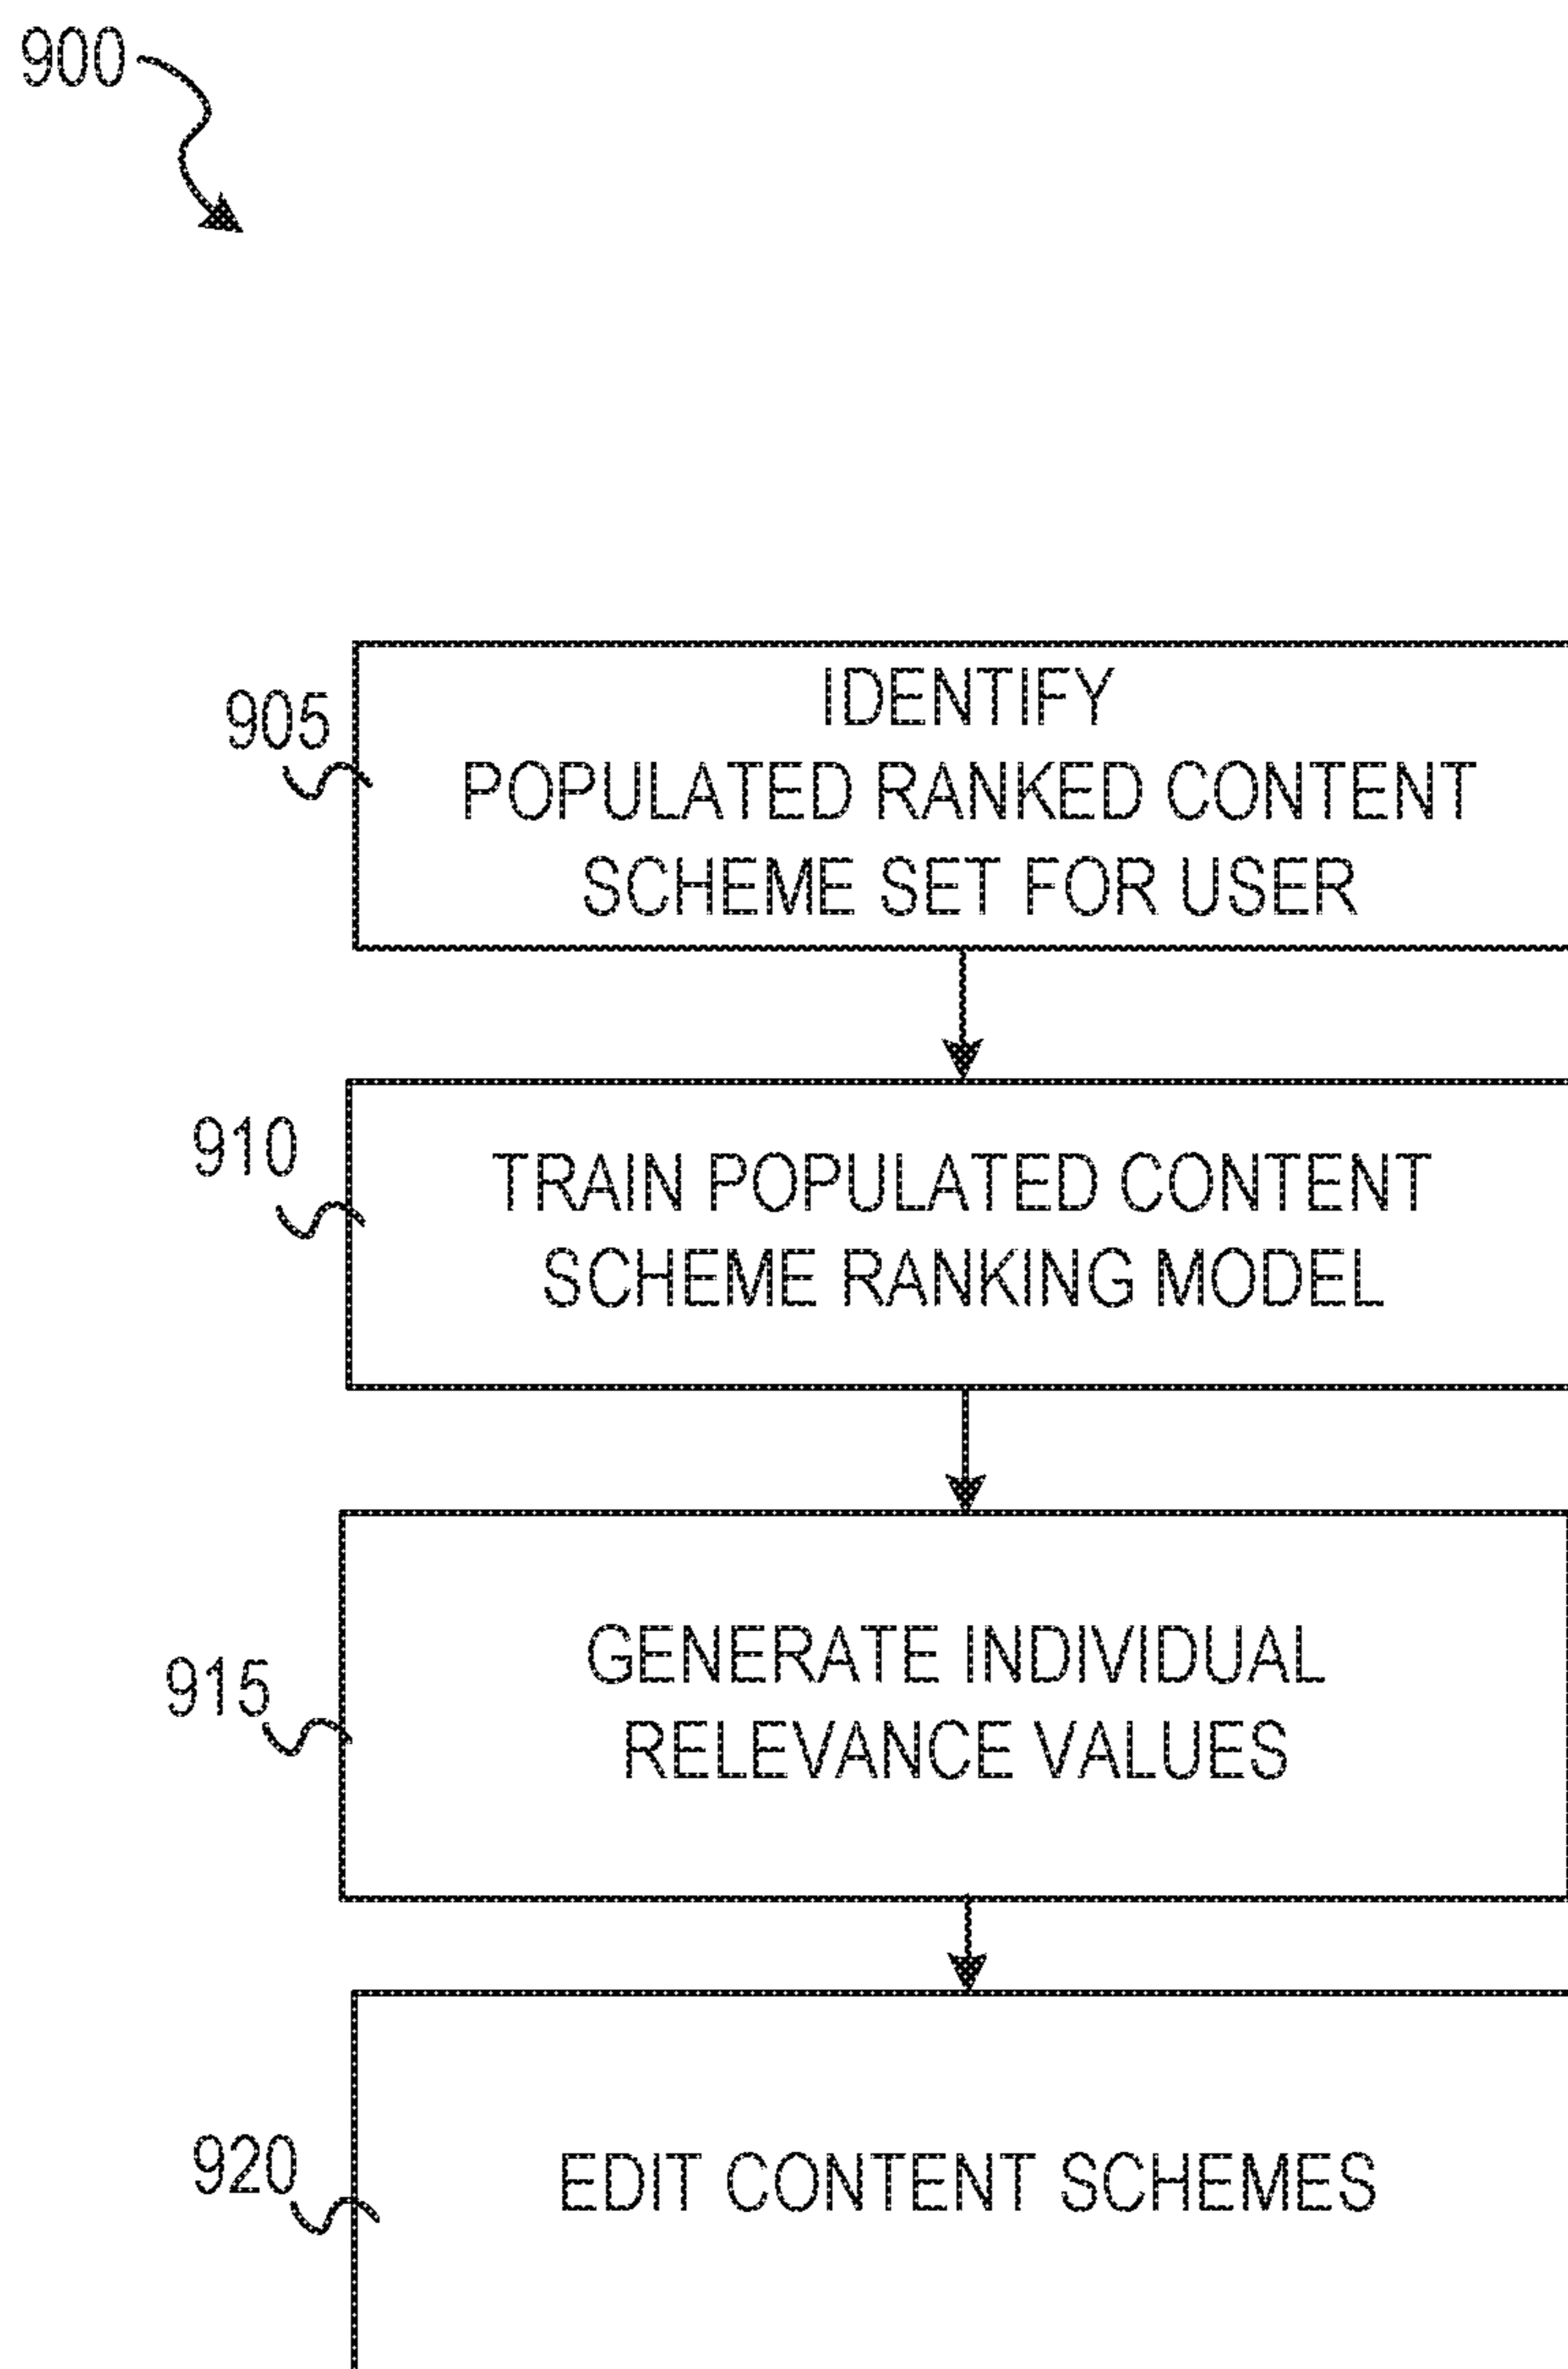 900
905
IDENTIFY
POPULATED RANKED CONTENT
SCHEME SET FOR USER
910
TRAIN POPULATED CONTENT
SCHEME RANKING MODEL
915
GENERATE INDIVIDUAL
RELEVANCE VALUES
920
EDIT CONTENT SCHEMES